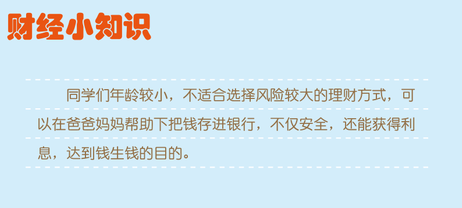 财经小知识
同学们年龄较小，不适合选择风险较大的理财方式，可
以在爸爸妈妈帮助下把钱存进银行，不仅安全，还能获得利
息，达到钱生钱的目的。